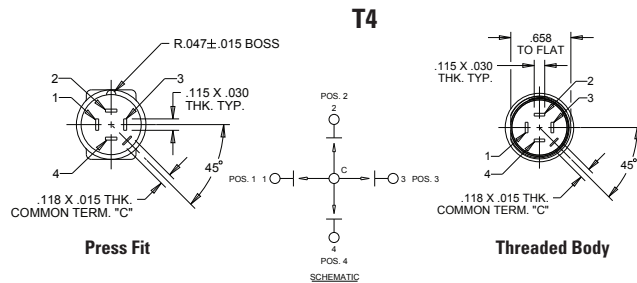 T4
R.047±.015 BOSS
2
3
1
4
.115 X .030
THK. TYP.
45°
.118 X .015 THK.
COMMON TERM. "C"
Press Fit
POS. 2
2
C
POS. 1 1
3 POS. 3
4
POS. 4
SCHEMATIC
.658
TO FLAT
.115 X .030
THK. TYP.
2
3
1
4
45°
.118 X .015 THK.
COMMON TERM. "C"
Threaded Body